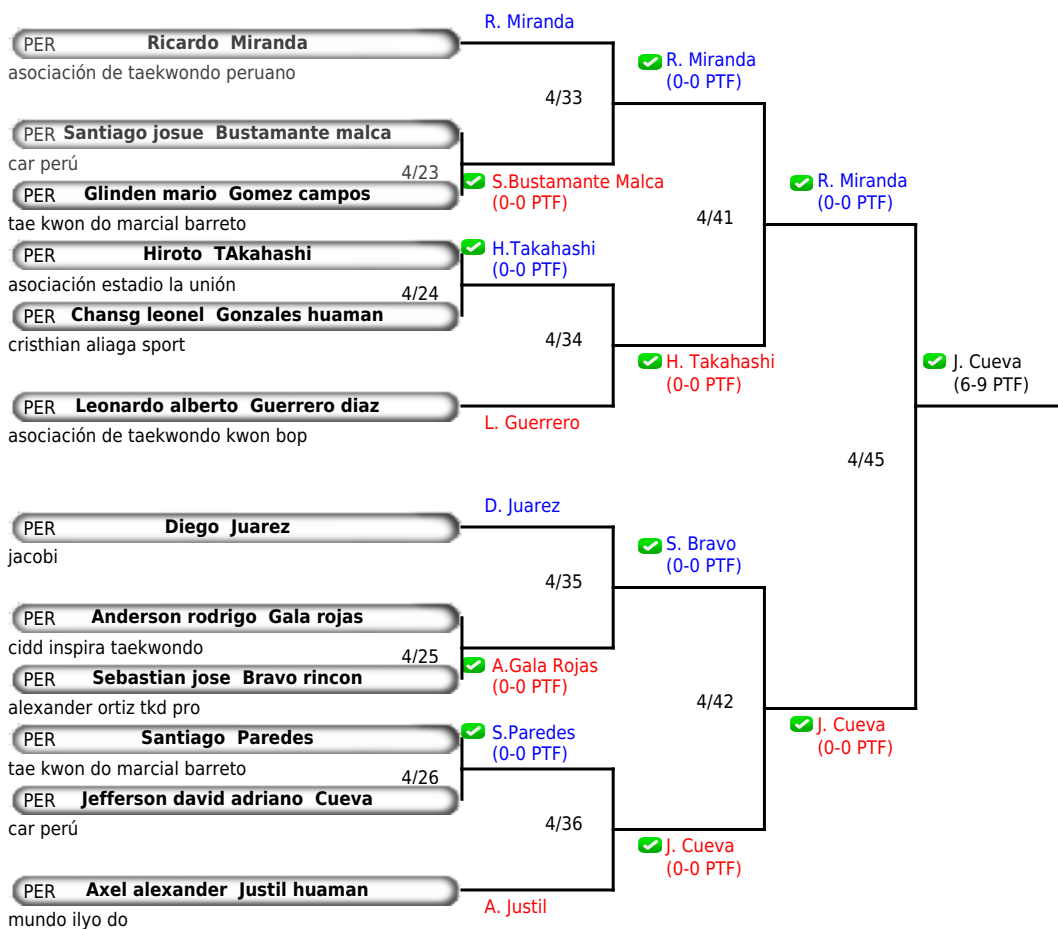 R. Miranda
PER Ricardo Miranda
asociación de taekwondo peruano
R. Miranda
(0-0 PTF)
4/33
PER Santiago josue Bustamante malca
car perú
4/23
S.Bustamante Malca
(0-0 PTF)
PER Glinden mario Gomez campos
tae kwon do marcial barreto
R. Miranda
(0-0 PTF)
4/41
PER Hiroto TAkahashi
asociación estadio la unión
H.Takahashi
(0-0 PTF)
4/24
PER Chansg leonel Gonzales huaman
cristhian aliaga sport
4/34
H. Takahashi
(0-0 PTF)
J. Cueva
(6-9 PTF)
PER Leonardo alberto Guerrero diaz
asociación de taekwondo kwon bop
L. Guerrero
4/45
D. Juarez
PER Diego Juarez
jacobi
S. Bravo
(0-0 PTF)
4/35
PER Anderson rodrigo Gala rojas
cidd inspira taekwondo
4/25
A.Gala Rojas
(0-0 PTF)
PER Sebastian jose Bravo rincon
alexander ortiz tkd pro
4/42
J. Cueva
(0-0 PTF)
PER Santiago Paredes
tae kwon do marcial barreto
S.Paredes
(0-0 PTF)
4/26
PER Jefferson david adriano Cueva
car perú
4/36
J. Cueva
(0-0 PTF)
PER Axel alexander Justil huaman
mundo ilyo do
A. Justil